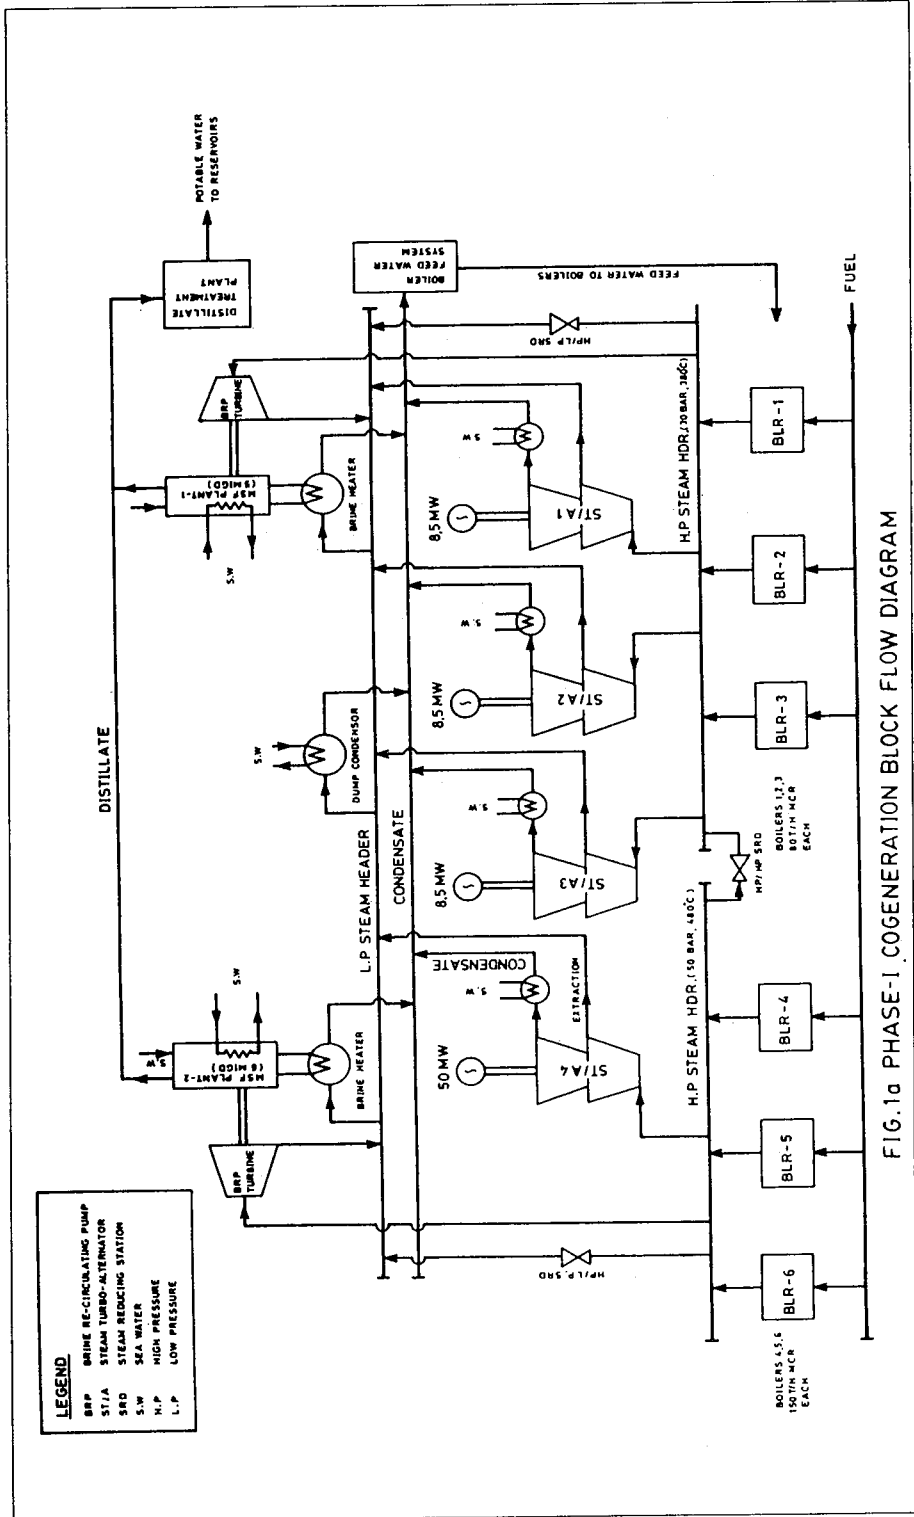 LEGEND
BRP BRINE RE-CIRCULATING PUMP
ST/A STEAM TURBO-ALTERNATOR
SRD STEAM REDUCING STATION
S.W SEA WATER
H.P HIGH PRESSURE
L.P LOW PRESSURE
DISTILLATE
DISTILLATE
TREATMENT
PLANT
POTABLE WATER
TO RESERVOIRS
BRP
TURBINE
S.W
MSF PLANT-2
(6 MIGD)
S.W
BRINE HEATER
S.W
DUMP CONDENSOR
S.W
MSF PLANT-1
(5 MIGD)
BRP
TURBINE
BRINE HEATER
L.P STEAM HEADER
CONDENSATE
BOILER
FEED WATER
SYSTEM
FEED WATER TO BOILERS
50 MW
ST/A4
S.W
CONDENSATE
EXTRACTION
8,5 MW
ST/A3
S.W
8,5 MW
ST/A2
S.W
8,5 MW
ST/A1
S.W
HP/L.P. SRD
HP/LP SRD
H.P STEAM HDR.(50 BAR, 480°C)
HP/HP SRD
H.P STEAM HDR.(30 BAR, 380°C)
BOILERS 4,5,6
150T/H MCR
EACH
BLR-6
BLR-5
BLR-4
BOILERS 1,2,3
80T/H MCR
EACH
BLR-3
BLR-2
BLR-1
FUEL
FIG.1a PHASE-I COGENERATION BLOCK FLOW DIAGRAM